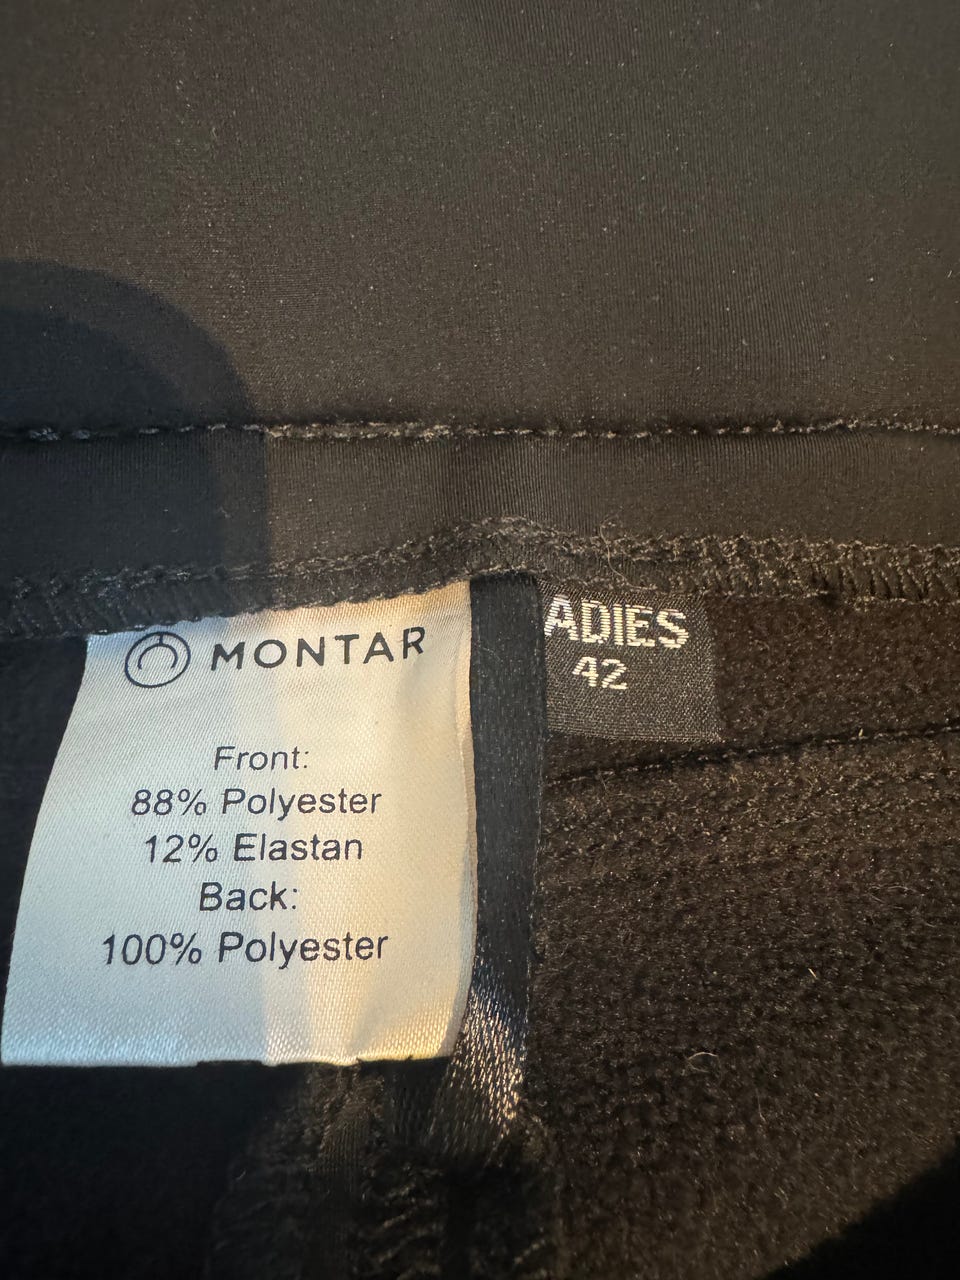 MONTAR
Front:
88% Polyester
12% Elastan
Back:
100% Polyester
ADIES
42